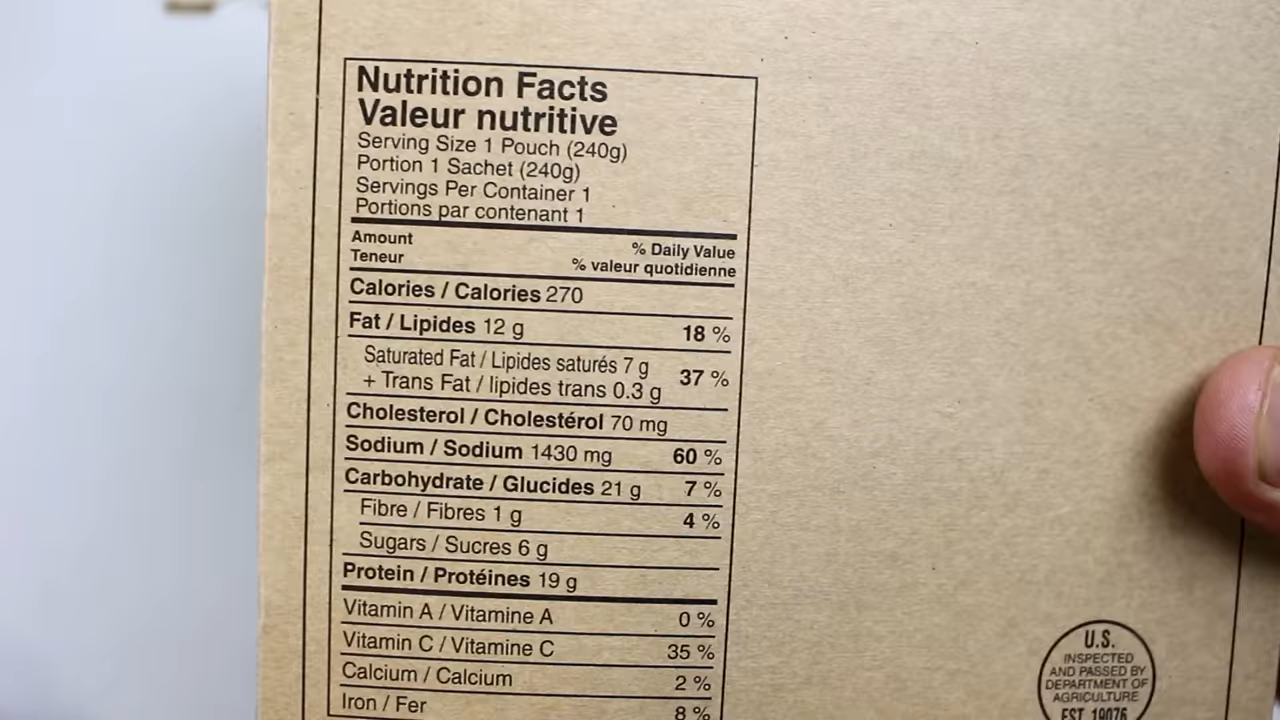 Nutrition Facts
Valeur nutritive
Serving Size 1 Pouch (240g)
Portion 1 Sachet (240g)
Servings Per Container 1
Portions par contenant 1
Amount % Daily Value
Teneur % valeur quotidienne
Calories / Calories 270
Fat / Lipides 12 g 18 %
Saturated Fat / Lipides saturés 7 g
+ Trans Fat / lipides trans 0.3 g 37 %
Cholesterol / Cholestérol 70 mg
Sodium / Sodium 1430 mg 60 %
Carbohydrate / Glucides 21 g 7 %
Fibre / Fibres 1 g 4 %
Sugars / Sucres 6 g
Protein / Protéines 19 g
Vitamin A / Vitamine A 0 %
Vitamin C / Vitamine C 35 %
Calcium / Calcium 2 %
Iron / Fer 8 %
U.S.
INSPECTED
AND PASSED BY
DEPARTMENT OF
AGRICULTURE
EST. 19076